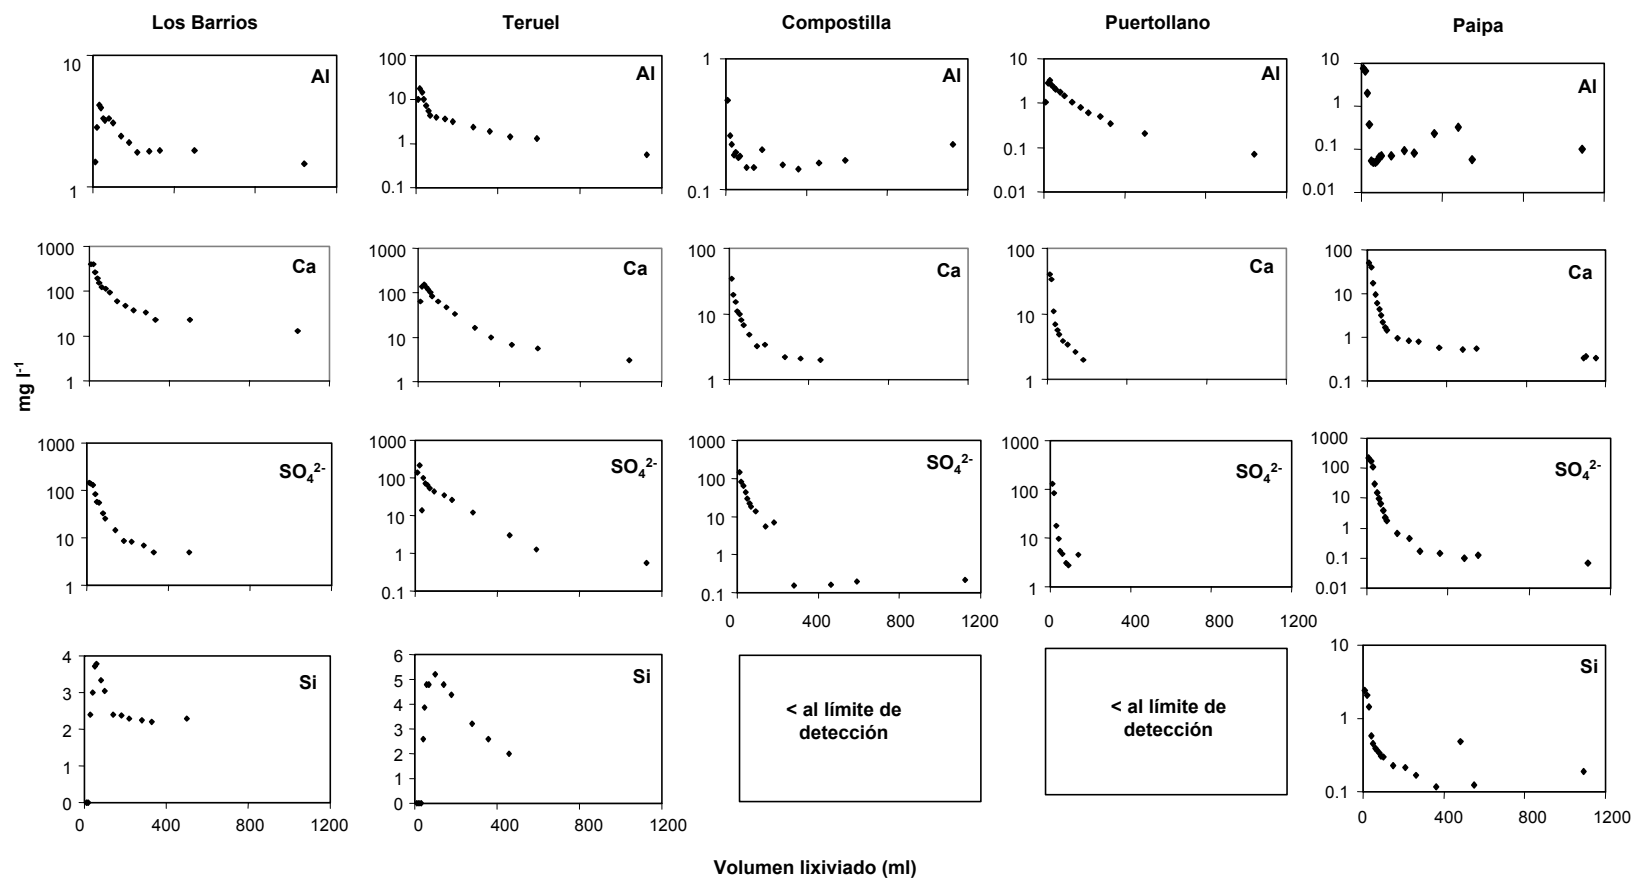 Los Barrios Teruel Compostilla Puertollano Paipa
10
1
Al
100
10
1
0.1
Al
1
0.1
Al
10
1
0.1
0.01
Al
10
1
0.1
0.01
Al
mg l-1
1000
100
10
1
Ca
1000
100
10
1
Ca
100
10
1
Ca
100
10
1
Ca
100
10
1
0.1
Ca
1000
100
10
1
SO42-
1000
100
10
1
0.1
SO42-
1000
100
10
1
0.1
SO42-
0 400 800 1200
1000
100
10
1
SO42-
0 400 800 1200
1000
100
10
1
0.1
0.01
SO42-
4
3
2
1
0
Si
0 400 800 1200
6
5
4
3
2
1
0
Si
0 400 800 1200
< al límite de
detección
< al límite de
detección
10
1
0.1
Si
0 400 800 1200
Volumen lixiviado (ml)